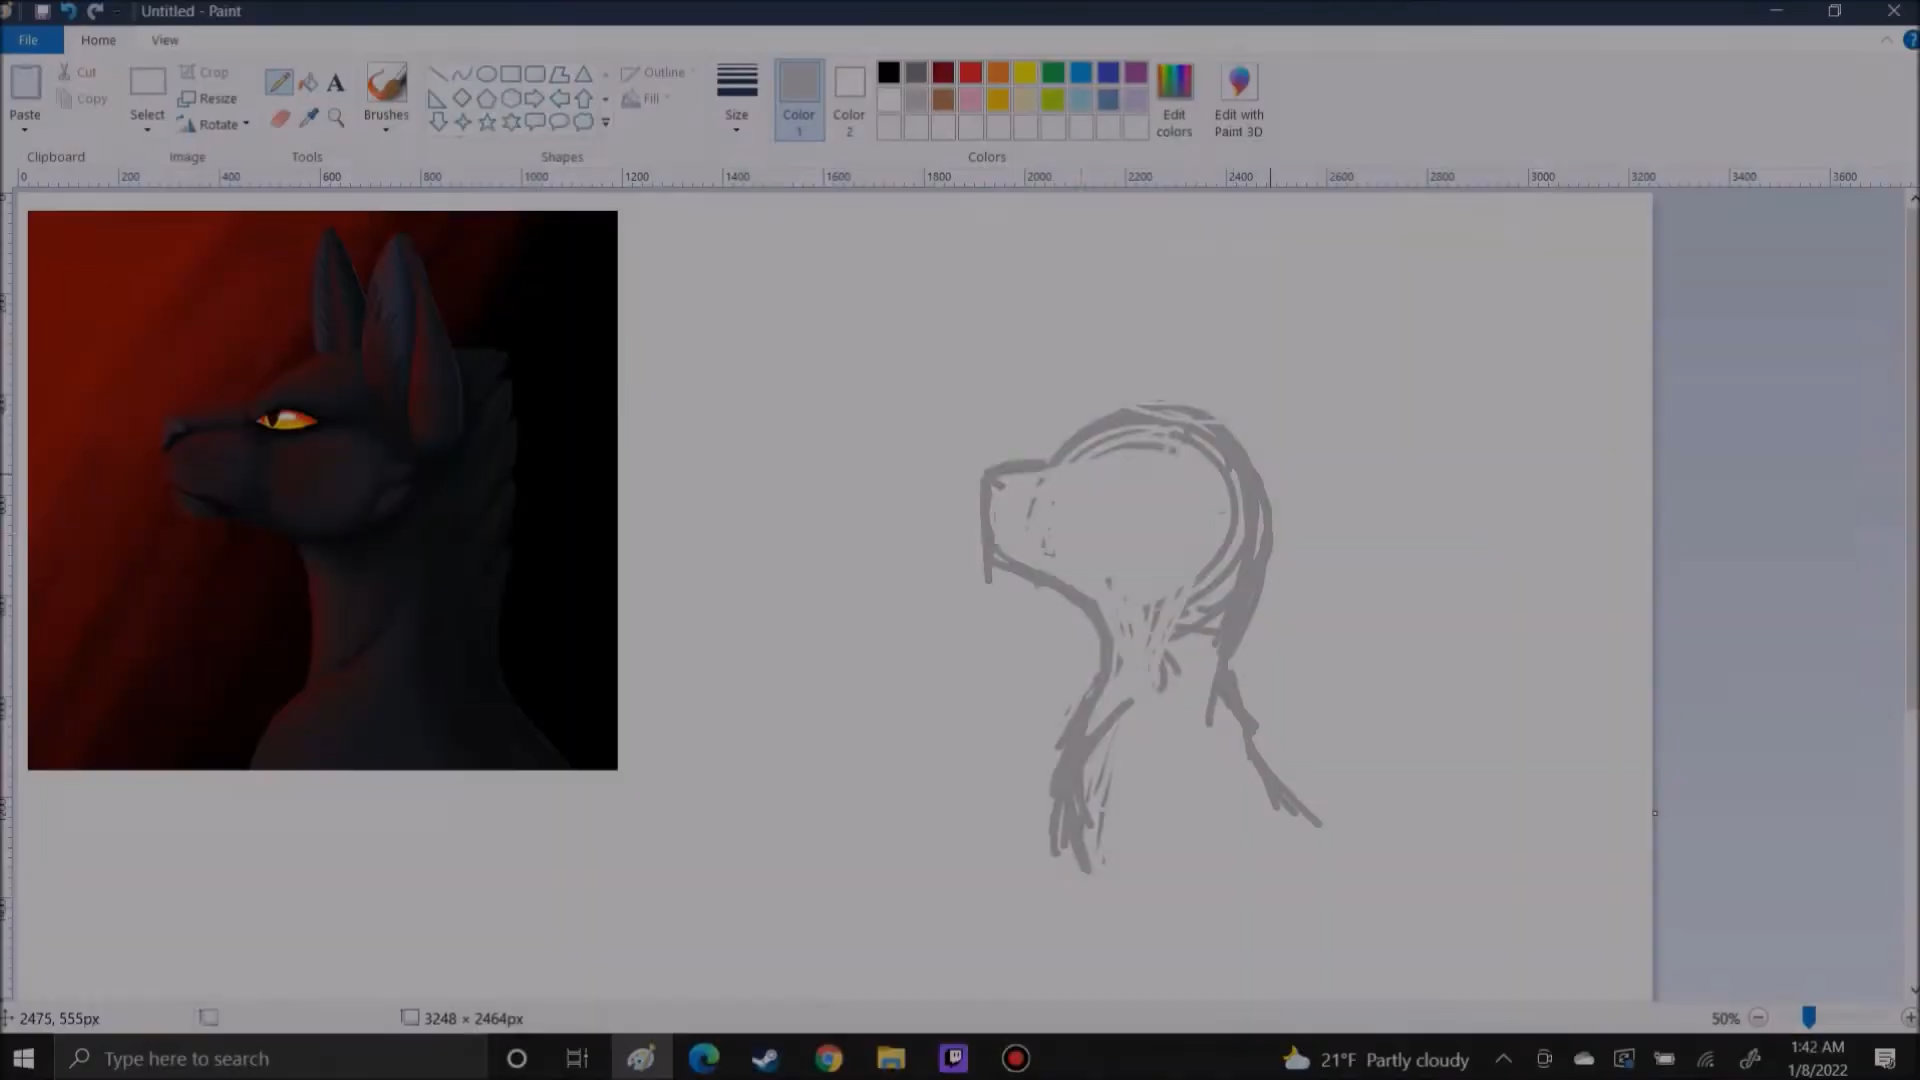 Untitled - Paint
File Home View
Paste Cut Copy Select Crop Resize Rotate Brushes Outline Fill Size Color 1 Color 2 Edit colors Edit with Paint 3D
Clipboard Image Tools Shapes Colors
0 200 400 600 800 1000 1200 1400 1600 1800 2000 2200 2400 2600 2800 3000 3200 3400 3600
2475, 555px 3248 × 2464px 50%
Type here to search 21°F Partly cloudy 1:42 AM
1/8/2022